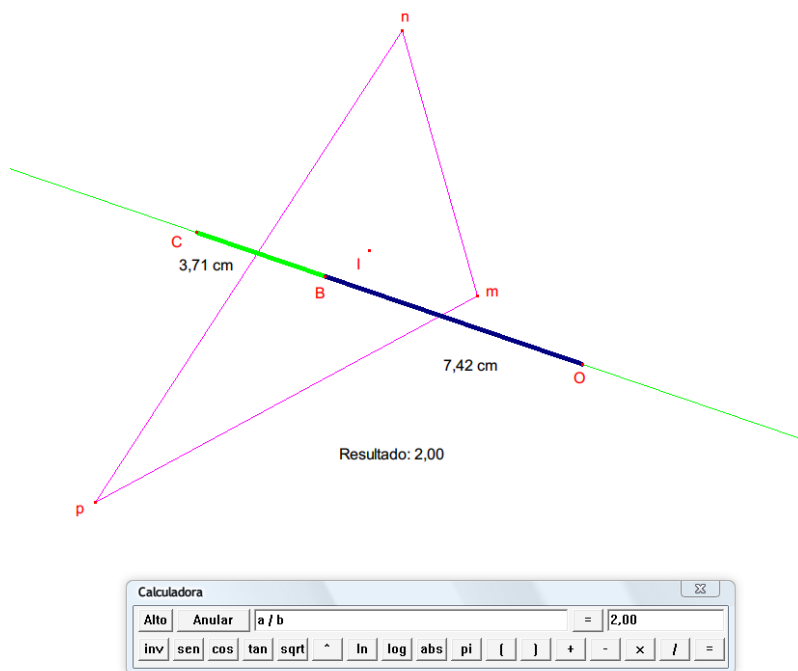 n
C
3,71 cm
I
B
m
7,42 cm
O
Resultado: 2,00
p
Calculadora
Alto Anular a / b = 2,00
inv sen cos tan sqrt ^ ln log abs pi ( ) + - × / =